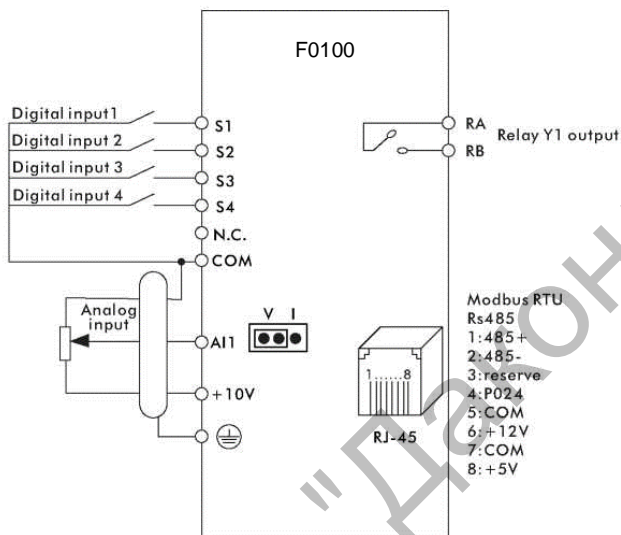 F0100
Digital input1
Digital input 2
Digital input 3
Digital input 4
S1
S2
S3
S4
N.C.
COM
Analog
input
AI1
+10V
V I
RA
RB
Relay Y1 output
1.....8
RJ-45
Modbus RTU
Rs485
1:485+
2:485-
3:reserve
4:P024
5:COM
6:+12V
7:COM
8:+5V
"Дакон